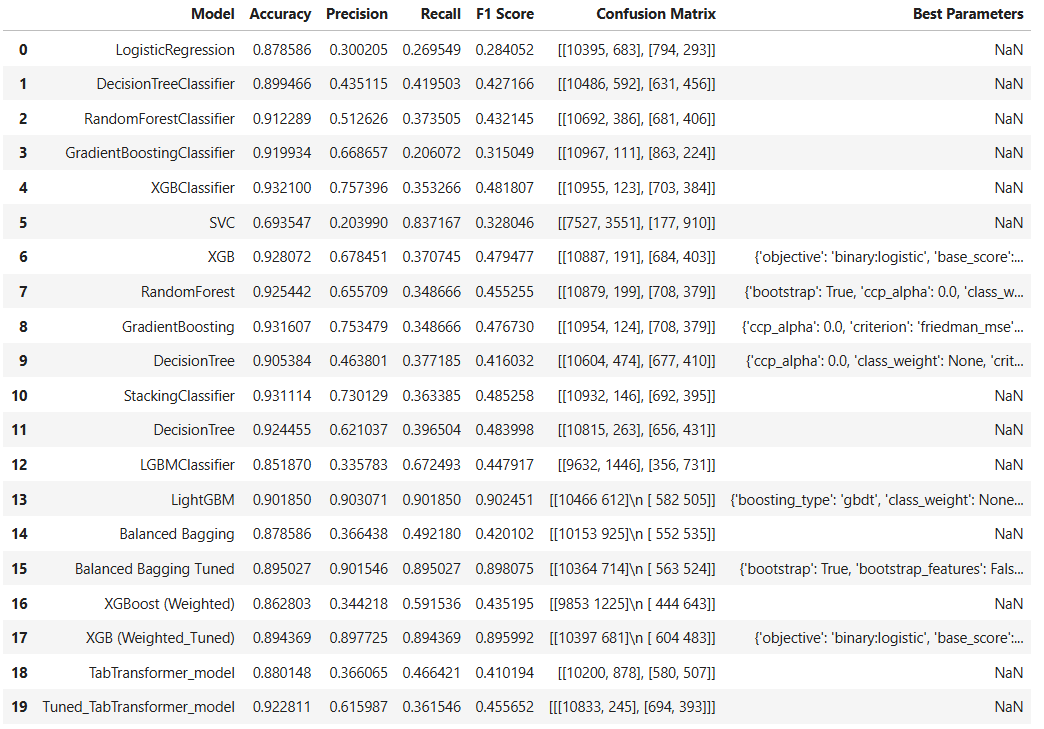 Model Accuracy Precision Recall F1 Score Confusion Matrix Best Parameters
0 LogisticRegression 0.878586 0.300205 0.269549 0.284052 [[10395, 683], [794, 293]] NaN
1 DecisionTreeClassifier 0.899466 0.435115 0.419503 0.427166 [[10486, 592], [631, 456]] NaN
2 RandomForestClassifier 0.912289 0.512626 0.373505 0.432145 [[10692, 386], [681, 406]] NaN
3 GradientBoostingClassifier 0.919934 0.668657 0.206072 0.315049 [[10967, 111], [863, 224]] NaN
4 XGBClassifier 0.932100 0.757396 0.353266 0.481807 [[10955, 123], [703, 384]] NaN
5 SVC 0.693547 0.203990 0.837167 0.328046 [[7527, 3551], [177, 910]] NaN
6 XGB 0.928072 0.678451 0.370745 0.479477 [[10887, 191], [684, 403]] {'objective': 'binary:logistic', 'base_score':...
7 RandomForest 0.925442 0.655709 0.348666 0.455255 [[10879, 199], [708, 379]] {'bootstrap': True, 'ccp_alpha': 0.0, 'class_w...
8 GradientBoosting 0.931607 0.753479 0.348666 0.476730 [[10954, 124], [708, 379]] {'ccp_alpha': 0.0, 'criterion': 'friedman_mse'...
9 DecisionTree 0.905384 0.463801 0.377185 0.416032 [[10604, 474], [677, 410]] {'ccp_alpha': 0.0, 'class_weight': None, 'crit...
10 StackingClassifier 0.931114 0.730129 0.363385 0.485258 [[10932, 146], [692, 395]] NaN
11 DecisionTree 0.924455 0.621037 0.396504 0.483998 [[10815, 263], [656, 431]] NaN
12 LGBMClassifier 0.851870 0.335783 0.672493 0.447917 [[9632, 1446], [356, 731]] NaN
13 LightGBM 0.901850 0.903071 0.901850 0.902451 [[10466 612]\n [ 582 505]] {'boosting_type': 'gbdt', 'class_weight': None...
14 Balanced Bagging 0.878586 0.366438 0.492180 0.420102 [[10153 925]\n [ 552 535]] NaN
15 Balanced Bagging Tuned 0.895027 0.901546 0.895027 0.898075 [[10364 714]\n [ 563 524]] {'bootstrap': True, 'bootstrap_features': Fals...
16 XGBoost (Weighted) 0.862803 0.344218 0.591536 0.435195 [[9853 1225]\n [ 444 643]] NaN
17 XGB (Weighted_Tuned) 0.894369 0.897725 0.894369 0.895992 [[10397 681]\n [ 604 483]] {'objective': 'binary:logistic', 'base_score':...
18 TabTransformer_model 0.880148 0.366065 0.466421 0.410194 [[10200, 878], [580, 507]] NaN
19 Tuned_TabTransformer_model 0.922811 0.615987 0.361546 0.455652 [[[10833, 245], [694, 393]]] NaN